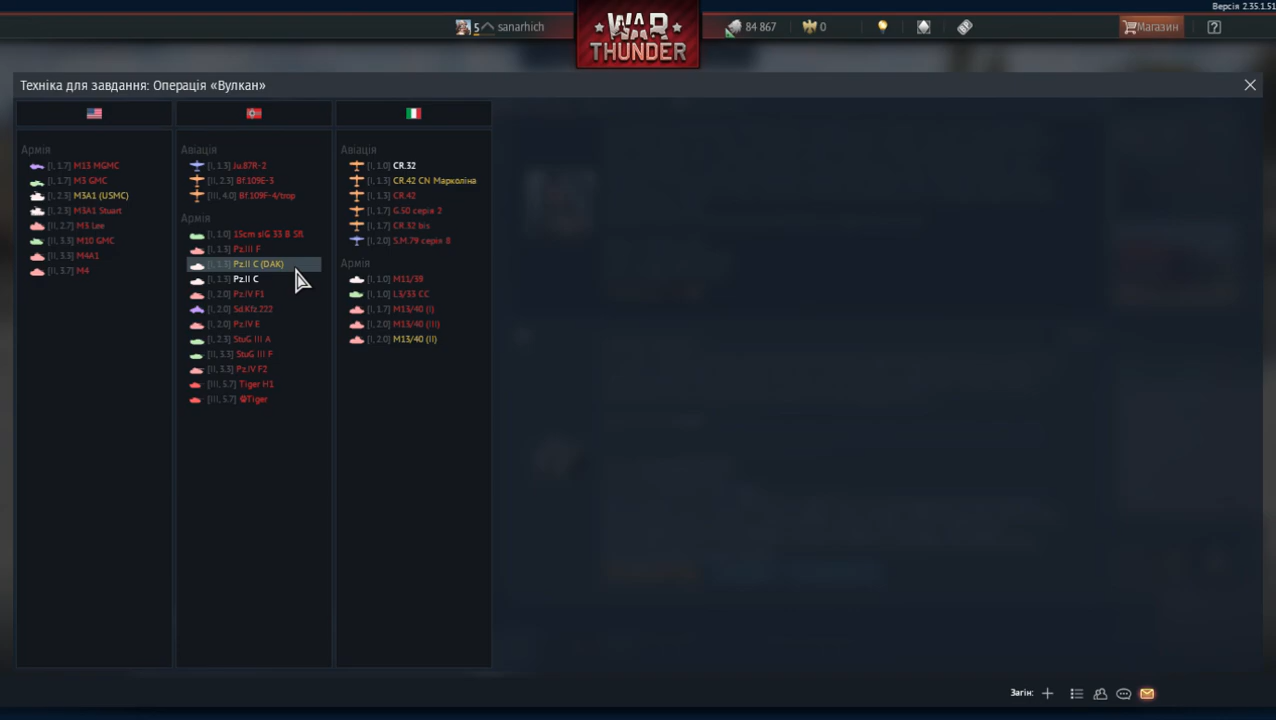 Версія 2.35.1.51
5 sanarhich
WAR THUNDER
84 867
0
Магазин
Техніка для завдання: Операція «Вулкан»
Армія
[I, 1.7] M13 MGMC
[I, 1.7] M3 GMC
[I, 2.3] M3A1 (USMC)
[I, 2.3] M3A1 Stuart
[II, 2.7] M3 Lee
[II, 3.3] M10 GMC
[II, 3.3] M4A1
[II, 3.7] M4
Авіація
[I, 1.3] Ju.87R-2
[II, 2.3] Bf.109E-3
[III, 4.0] Bf.109F-4/trop
Армія
[I, 1.0] 15cm sIG 33 B Sfl
[I, 1.3] Pz.III F
[I, 1.3] Pz.II C (DAK)
[I, 1.3] Pz.II C
[I, 2.0] Pz.IV F1
[I, 2.0] Sd.Kfz.222
[I, 2.0] Pz.IV E
[I, 2.3] StuG III A
[II, 3.3] StuG III F
[II, 3.3] Pz.IV F2
[III, 5.7] Tiger H1
[III, 5.7] Tiger
Авіація
[I, 1.0] CR.32
[I, 1.3] CR.42 CN Марколіна
[I, 1.3] CR.42
[I, 1.7] G.50 серія 2
[I, 1.7] CR.32 bis
[I, 2.0] S.M.79 серія 8
Армія
[I, 1.0] M11/39
[I, 1.0] L3/33 CC
[I, 1.7] M13/40 (I)
[I, 2.0] M13/40 (III)
[I, 2.0] M13/40 (II)
Загін: